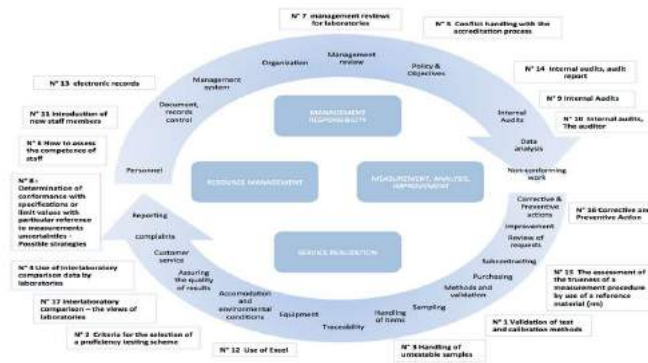 N° 7 management reviews
for laboratories
N° 5 Conflict handling with the
accreditation process
N° 14 Internal audits, audit
report
N° 9 Internal Audits
N° 10 Internal audits,
The auditor
N° 13 electronic records
N° 11 Introduction of
new staff members
N° 6 How to assess
the competence of
staff
N° 8 -
Determination of
conformance with
specifications or
limit values with
particular reference
to measurements
uncertainties -
Possible strategies
N° 4 Use of Interlaboratory
comparison data by
laboratories
N° 17 Interlaboratory
comparison – the views of
laboratories
N° 2 Criteria for the selection of
a proficiency testing scheme
N° 12 Use of Excel
N° 3 Handling of
untestable samples
N° 1 Validation of test
and calibration methods
N° 15 The assessment of
the trueness of a
measurement procedure
by use of a reference
material (rm)
N° 16 Corrective and
Preventive Action
Personnel
Document,
records
control
Management
system
Organization
Management
review
Policy &
Objectives
Internal
Audits
Data
analysis
Non-conforming
work
Corrective &
Preventive
actions
Improvement
Review of
requests
Subcontracting
Purchasing
Methods and
validation
Sampling
Handling
of items
Traceability
Equipment
Accomodation
and
environmental
conditions
Assuring
the quality
of results
Customer
service
complaints
Reporting
MANAGEMENT
RESPONSIBILITY
RESOURCE MANAGEMENT
MEASUREMENT, ANALYSIS,
IMPROVEMENT
SERVICE REALISATION